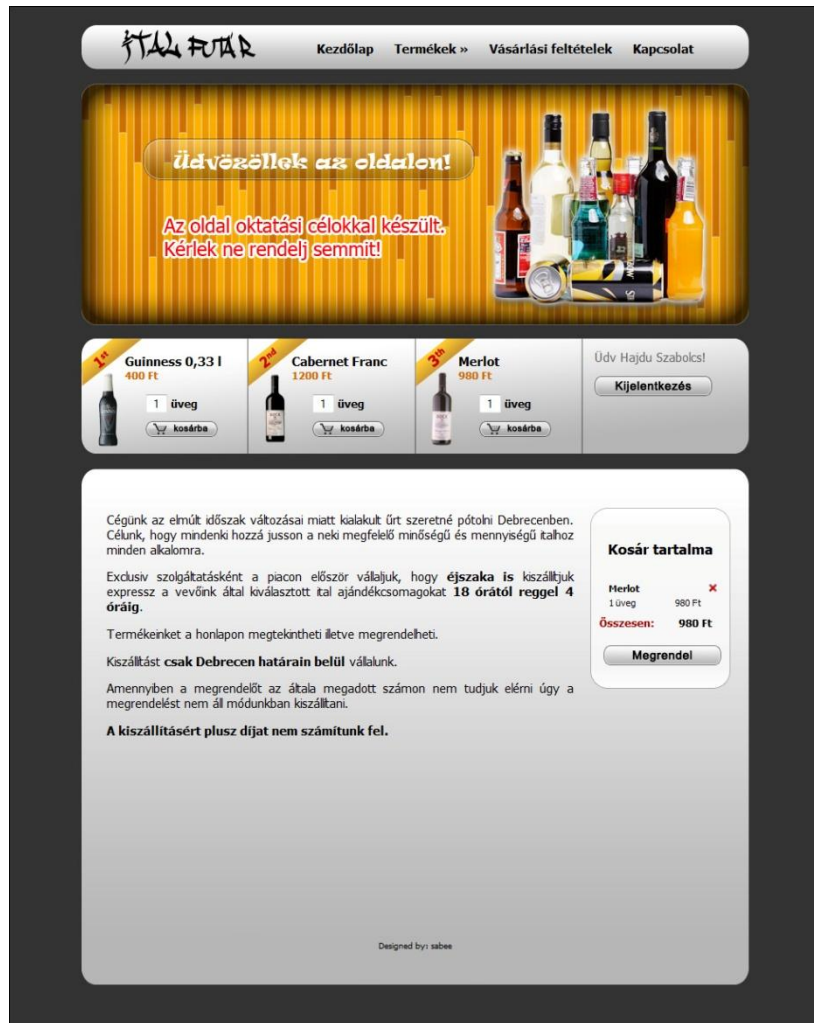 ITAL FUTÁR
Kezdőlap Termékek » Vásárlási feltételek Kapcsolat
Üdvözöllek az oldalon!
Az oldal oktatási célokkal készült.
Kérlek ne rendelj semmit!
1st
Guinness 0,33 l
400 Ft
1 üveg
kosárba
2nd
Cabernet Franc
1200 Ft
1 üveg
kosárba
3th
Merlot
980 Ft
1 üveg
kosárba
Üdv Hajdu Szabolcs!
Kijelentkezés
Cégünk az elmúlt időszak változásai miatt kialakult űrt szeretné pótolni Debrecenben.
Célunk, hogy mindenki hozzá jusson a neki megfelelő minőségű és mennyiségű italhoz
minden alkalomra.
Exclusiv szolgáltatásként a piacon először vállaljuk, hogy éjszaka is kiszállítjuk
expressz a vevőink által kiválasztott ital ajándékcsomagokat 18 órától reggel 4
óráig.
Termékeinket a honlapon megtekintheti illetve megrendelheti.
Kiszállítást csak Debrecen határain belül vállalunk.
Amennyiben a megrendelőt az általa megadott számon nem tudjuk elérni úgy a
megrendelést nem áll módunkban kiszállítani.
A kiszállításért plusz díjat nem számítunk fel.
Kosár tartalma
Merlot
1 üveg 980 Ft
Összesen: 980 Ft
Megrendel
Designed by: sabee